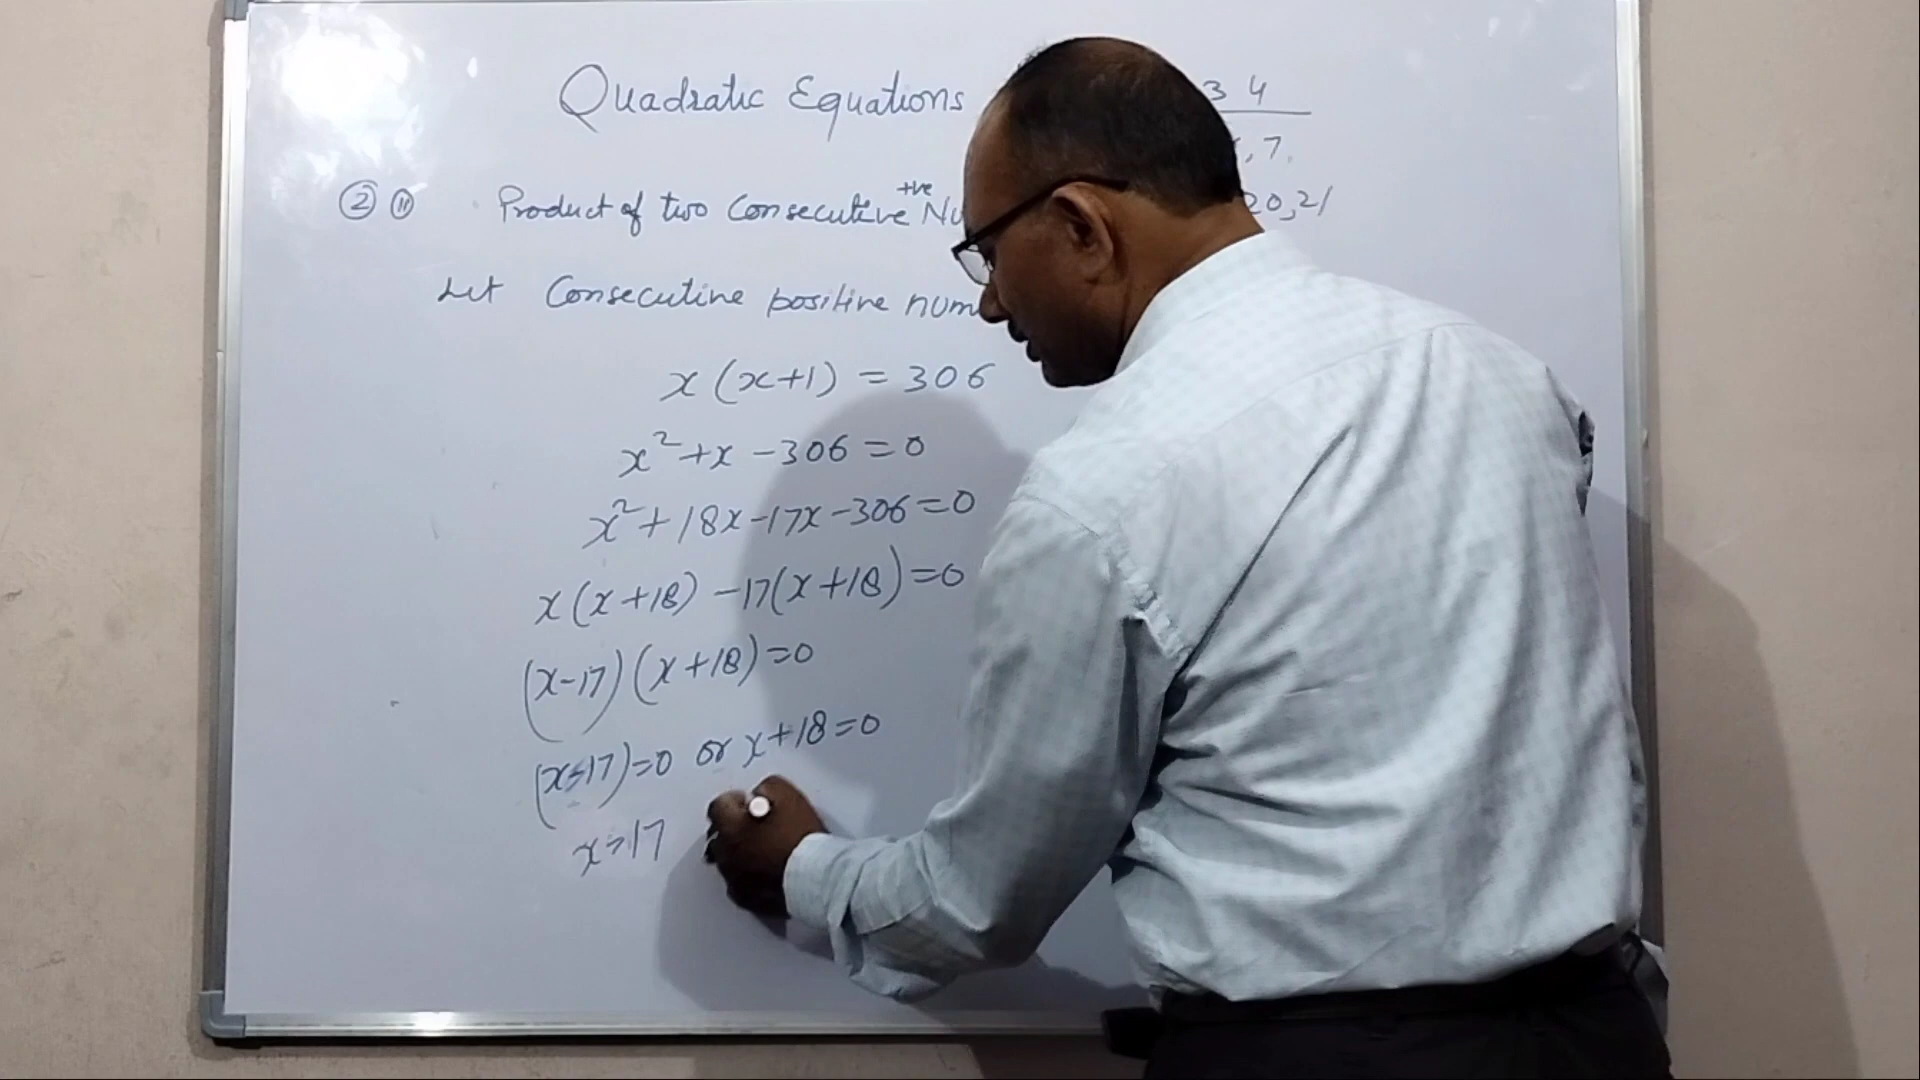 Quadratic Equations
3 4
, 7,
② ⑪ Product of two Consecutive +ve
20, 21
Let Consecutive positive
x (x+1) = 306
x² + x - 306 = 0
x² + 18x - 17x - 306 = 0
x (x + 18) - 17 (x + 18) = 0
(x - 17) (x + 18) = 0
(x - 17) = 0 or x + 18 = 0
x = 17